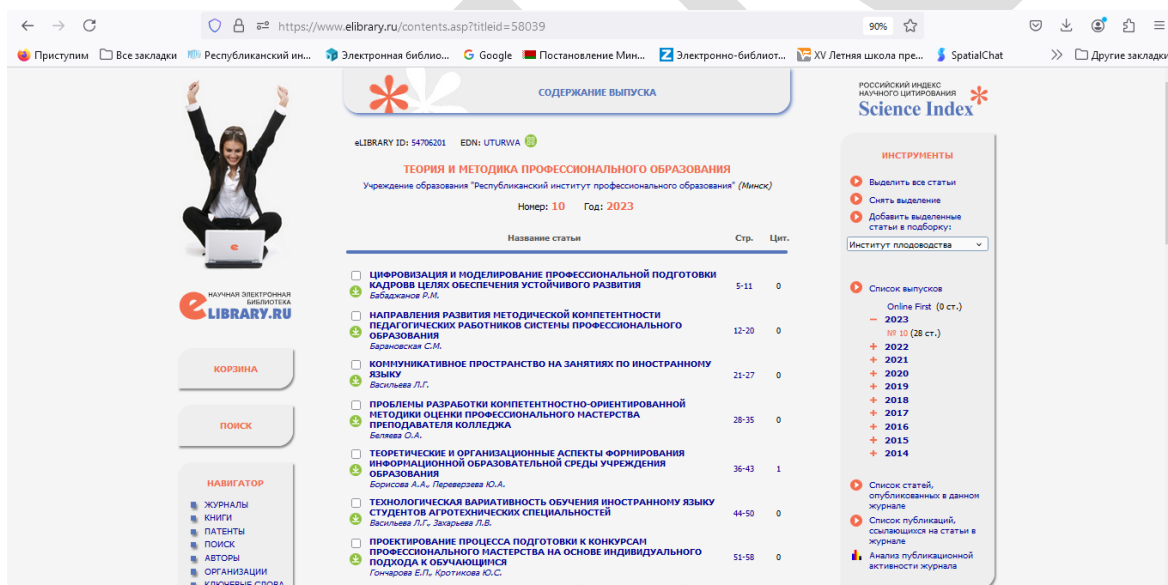 https://www.elibrary.ru/contents.asp?titleid=58039
90%
Приступим
Все закладки
Республиканский ин...
Электронная библио...
Google
Постановление Мин...
Электронно-библиот...
XV Летняя школа пре...
SpatialChat
Другие закладки
СОДЕРЖАНИЕ ВЫПУСКА
eLIBRARY ID: 54706201 EDN: UTURWA
ТЕОРИЯ И МЕТОДИКА ПРОФЕССИОНАЛЬНОГО ОБРАЗОВАНИЯ
Учреждение образования "Республиканский институт профессионального образования" (Минск)
Номер: 10 Год: 2023
Название статьи Стр. Цит.
ЦИФРОВИЗАЦИЯ И МОДЕЛИРОВАНИЕ ПРОФЕССИОНАЛЬНОЙ ПОДГОТОВКИ
КАДРОВВ ЦЕЛЯХ ОБЕСПЕЧЕНИЯ УСТОЙЧИВОГО РАЗВИТИЯ
Бабаджанов Р.М.
5-11 0
НАПРАВЛЕНИЯ РАЗВИТИЯ МЕТОДИЧЕСКОЙ КОМПЕТЕНТНОСТИ
ПЕДАГОГИЧЕСКИХ РАБОТНИКОВ СИСТЕМЫ ПРОФЕССИОНАЛЬНОГО
ОБРАЗОВАНИЯ
Барановская С.М.
12-20 0
КОММУНИКАТИВНОЕ ПРОСТРАНСТВО НА ЗАНЯТИЯХ ПО ИНОСТРАННОМУ
ЯЗЫКУ
Васильева Л.Г.
21-27 0
ПРОБЛЕМЫ РАЗРАБОТКИ КОМПЕТЕНТНОСТНО-ОРИЕНТИРОВАННОЙ
МЕТОДИКИ ОЦЕНКИ ПРОФЕССИОНАЛЬНОГО МАСТЕРСТВА
ПРЕПОДАВАТЕЛЯ КОЛЛЕДЖА
Беляева О.А.
28-35 0
ТЕОРЕТИЧЕСКИЕ И ОРГАНИЗАЦИОННЫЕ АСПЕКТЫ ФОРМИРОВАНИЯ
ИНФОРМАЦИОННОЙ ОБРАЗОВАТЕЛЬНОЙ СРЕДЫ УЧРЕЖДЕНИЯ
ОБРАЗОВАНИЯ
Борисова А.А., Переверзева Ю.А.
36-43 1
ТЕХНОЛОГИЧЕСКАЯ ВАРИАТИВНОСТЬ ОБУЧЕНИЯ ИНОСТРАННОМУ ЯЗЫКУ
СТУДЕНТОВ АГРОТЕХНИЧЕСКИХ СПЕЦИАЛЬНОСТЕЙ
Васильева Л.Г., Захарьева Л.В.
44-50 0
ПРОЕКТИРОВАНИЕ ПРОЦЕССА ПОДГОТОВКИ К КОНКУРСАМ
ПРОФЕССИОНАЛЬНОГО МАСТЕРСТВА НА ОСНОВЕ ИНДИВИДУАЛЬНОГО
ПОДХОДА К ОБУЧАЮЩИМСЯ
Гончарова Е.П., Кротикова Ю.С.
51-58 0
НАУЧНАЯ ЭЛЕКТРОННАЯ
БИБЛИОТЕКА
eLIBRARY.RU
КОРЗИНА
ПОИСК
НАВИГАТОР
ЖУРНАЛЫ
КНИГИ
ПАТЕНТЫ
ПОИСК
АВТОРЫ
ОРГАНИЗАЦИИ
КЛЮЧЕВЫЕ СЛОВА
РОССИЙСКИЙ ИНДЕКС
НАУЧНОГО ЦИТИРОВАНИЯ
Science Index
ИНСТРУМЕНТЫ
Выделить все статьи
Снять выделение
Добавить выделенные
статьи в подборку:
Институт плодоводства
Список выпусков
Online First (0 ст.)
− 2023
№ 10 (28 ст.)
+ 2022
+ 2021
+ 2020
+ 2019
+ 2018
+ 2017
+ 2016
+ 2015
+ 2014
Список статей,
опубликованных в данном
журнале
Список публикаций,
ссылающихся на статьи в
журнале
Анализ публикационной
активности журнала